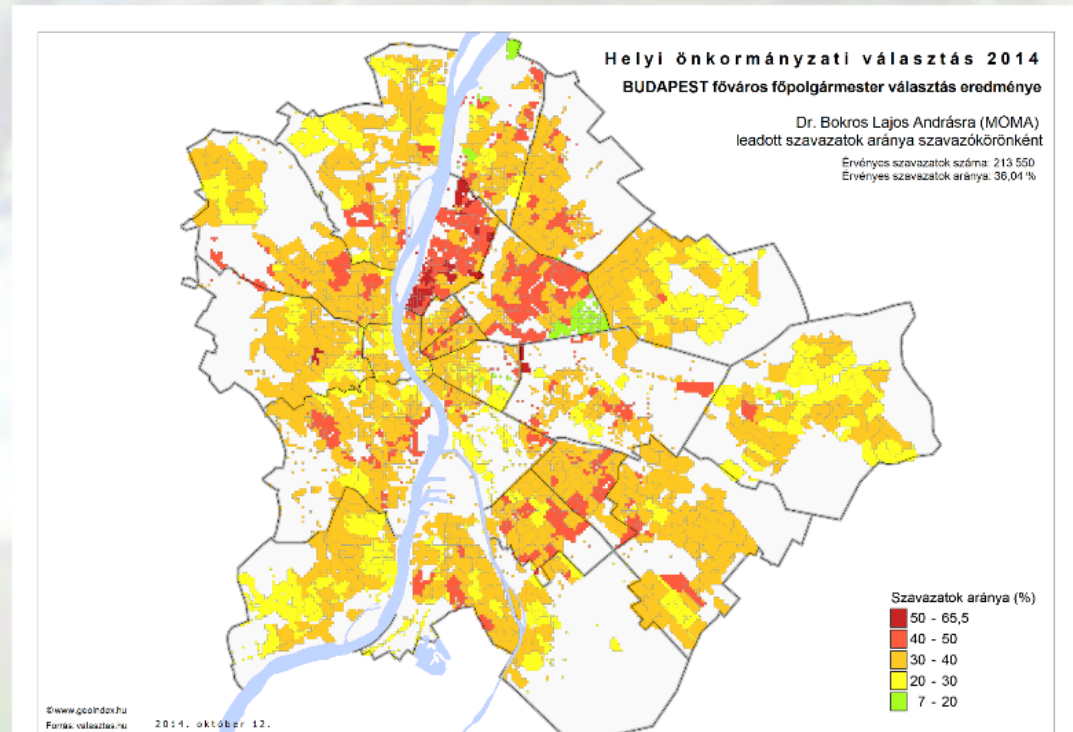 Helyi önkormányzati választás 2014
BUDAPEST főváros főpolgármester választás eredménye
Dr. Bokros Lajos Andrásra (MOMA)
leadott szavazatok aránya szavazókörönként
Érvényes szavazatok száma: 213 550
Érvényes szavazatok aránya: 36,04 %
Szavazatok aránya (%)
50 - 65,5
40 - 50
30 - 40
20 - 30
7 - 20
©www.geoindex.hu
Forrás: valasztas.hu 2014. október 12.